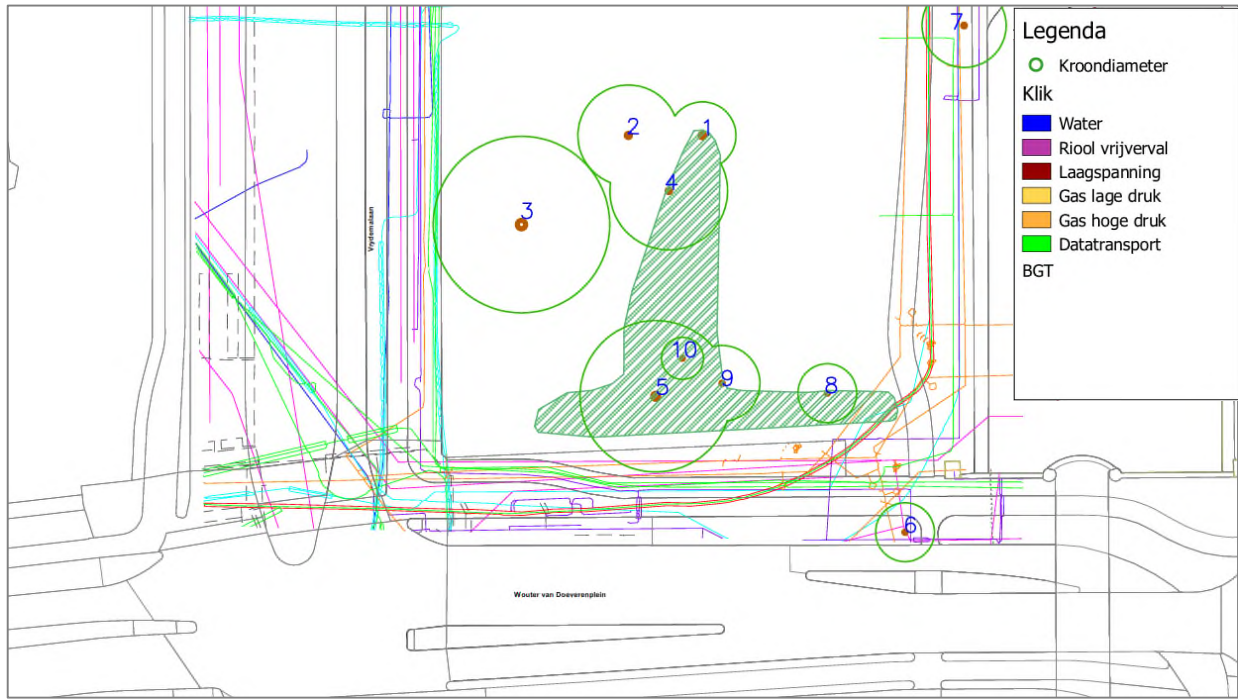 7
Legenda
Kroondiameter
Klik
Water
Riool vrijverval
Laagspanning
Gas lage druk
Gas hoge druk
Datatransport
BGT
2
1
4
3
Vrydemalaan
10
9
5
8
6
Wouter van Doeverenplein